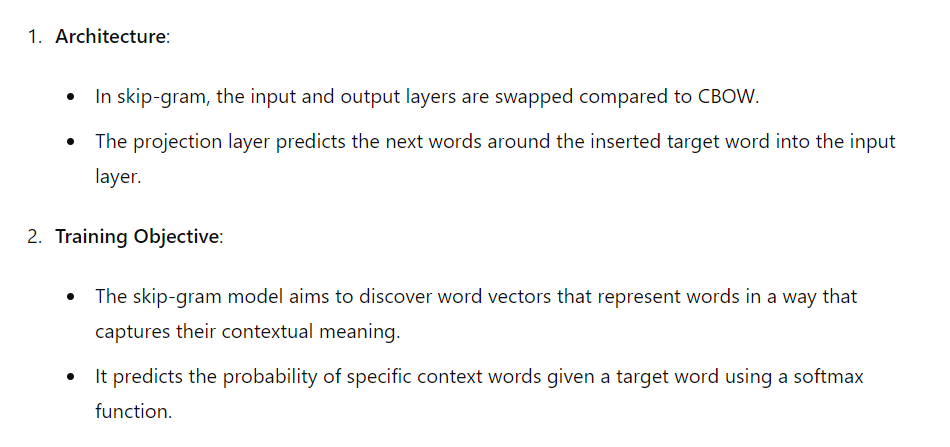 1. Architecture:
• In skip-gram, the input and output layers are swapped compared to CBOW.
• The projection layer predicts the next words around the inserted target word into the input
layer.
2. Training Objective:
• The skip-gram model aims to discover word vectors that represent words in a way that
captures their contextual meaning.
• It predicts the probability of specific context words given a target word using a softmax
function.